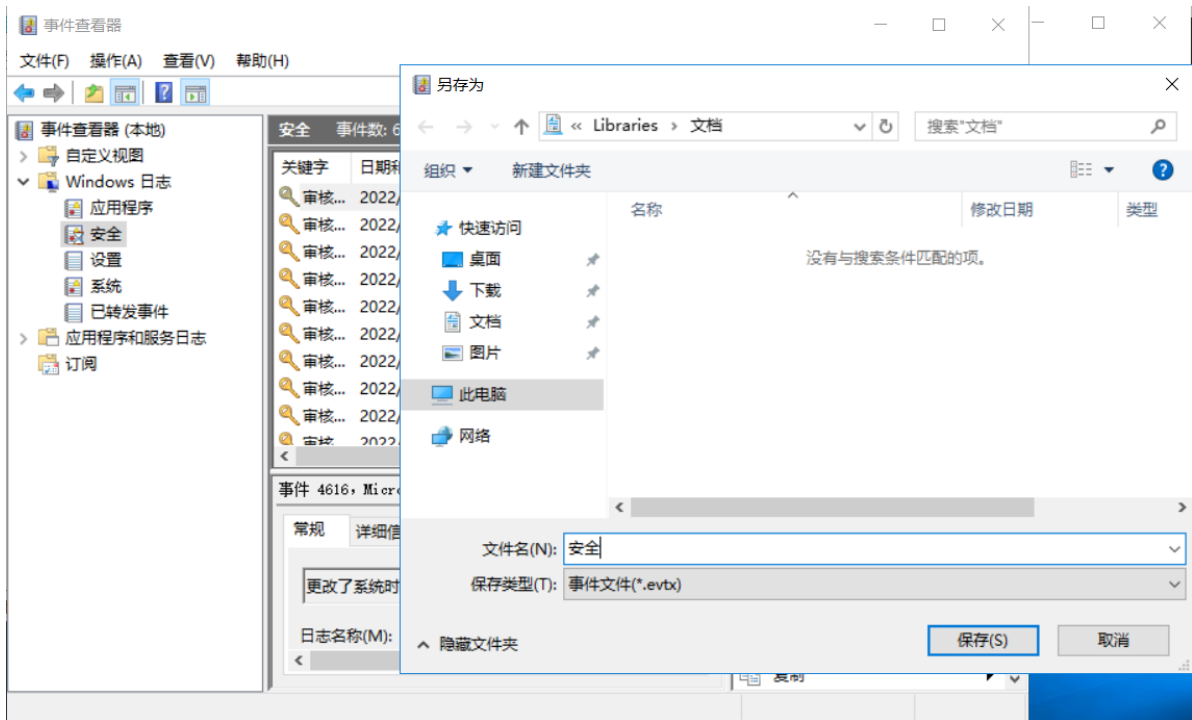 事件查看器
文件(F) 操作(A) 查看(V) 帮助(H)
事件查看器 (本地)
自定义视图
Windows 日志
应用程序
安全
设置
系统
已转发事件
应用程序和服务日志
订阅
安全 事件数: 6
关键字 日期和
审核... 2022/
审核... 2022/
审核... 2022/
审核... 2022/
审核... 2022/
审核... 2022/
审核... 2022/
审核... 2022/
审核... 2022/
审核... 2022/
事件 4616，Micro
常规 详细信
更改了系统时
日志名称(M):
另存为
« Libraries › 文档
搜索"文档"
组织 新建文件夹
名称 修改日期 类型
没有与搜索条件匹配的项。
快速访问
桌面
下载
文档
图片
此电脑
网络
文件名(N): 安全
保存类型(T): 事件文件(*.evtx)
隐藏文件夹
保存(S) 取消
复制